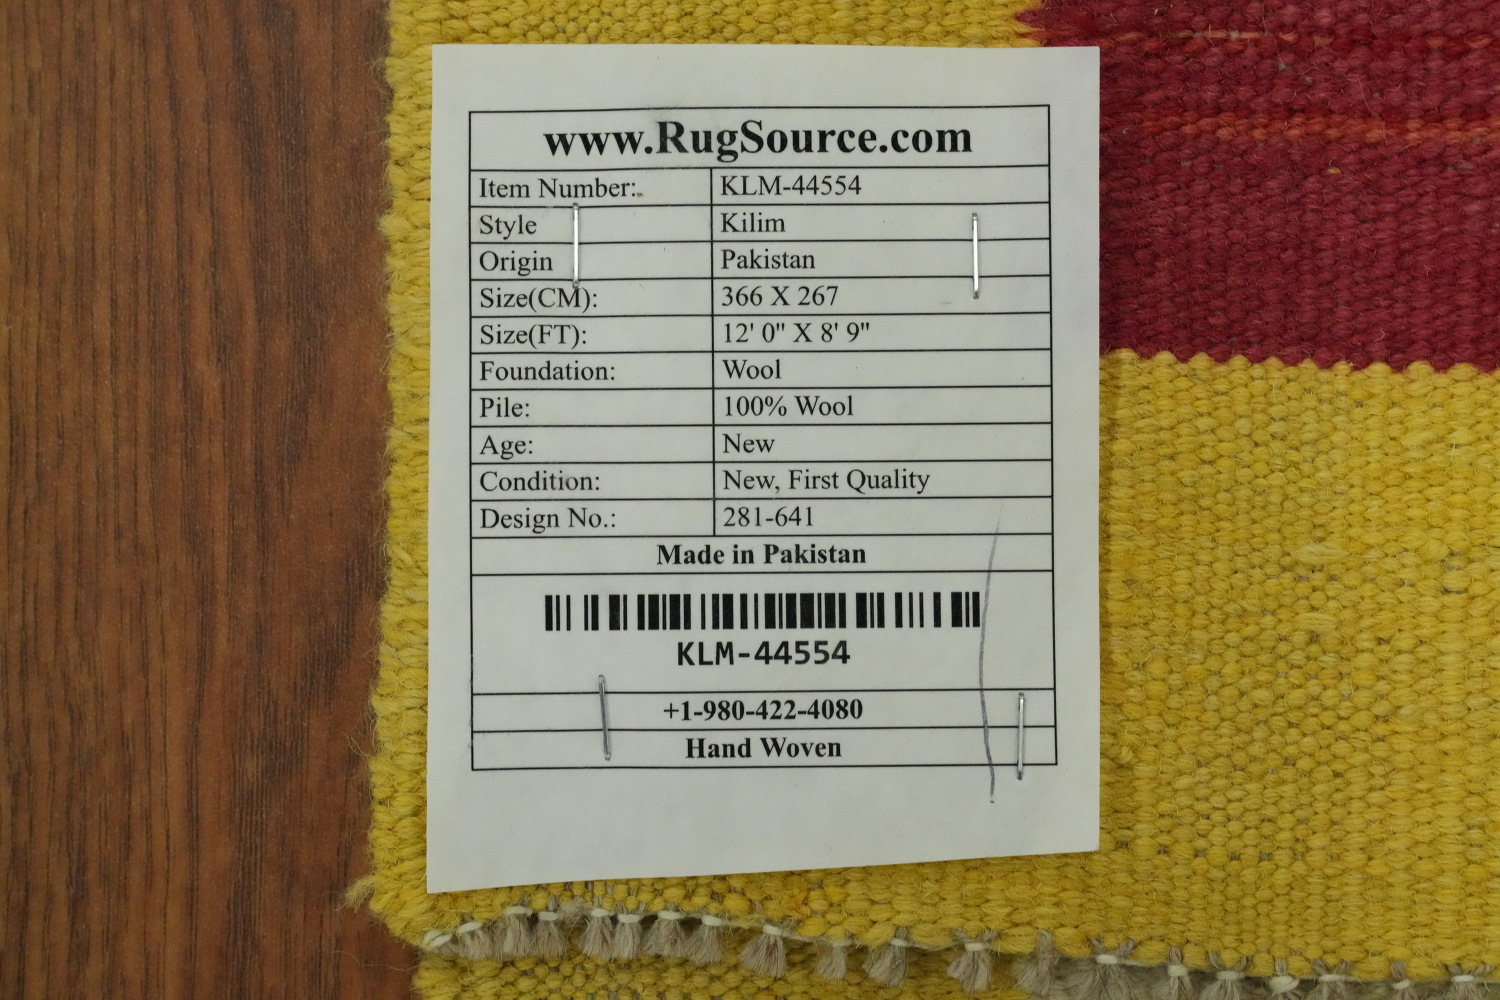 www.RugSource.com
Item Number: KLM-44554
Style Kilim
Origin Pakistan
Size(CM): 366 X 267
Size(FT): 12' 0" X 8' 9"
Foundation: Wool
Pile: 100% Wool
Age: New
Condition: New, First Quality
Design No.: 281-641
Made in Pakistan
KLM-44554
+1-980-422-4080
Hand Woven